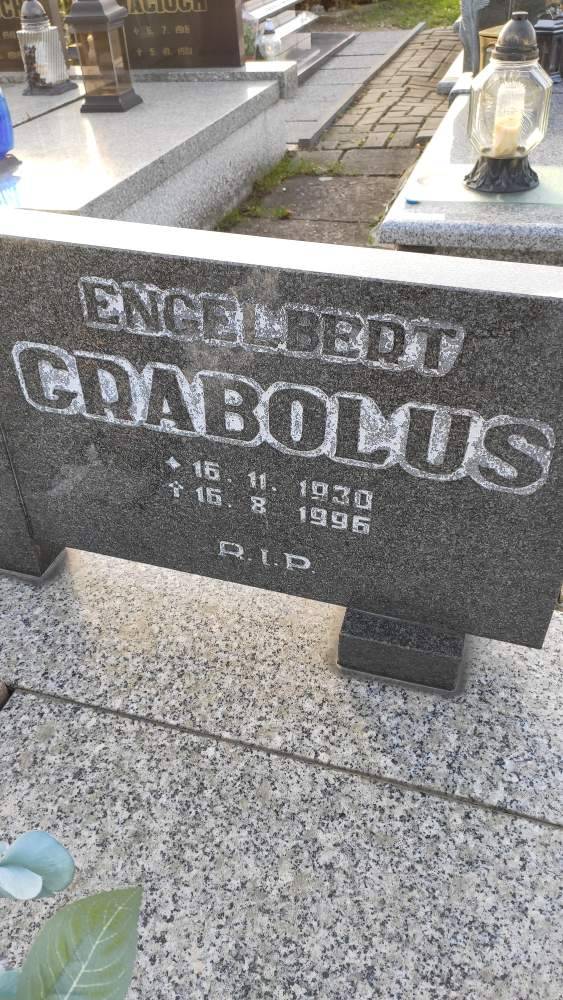 ENGELBERT
GRABOLUS
✦ 16. 11. 1930
† 16. 8 1996
R.I.P.